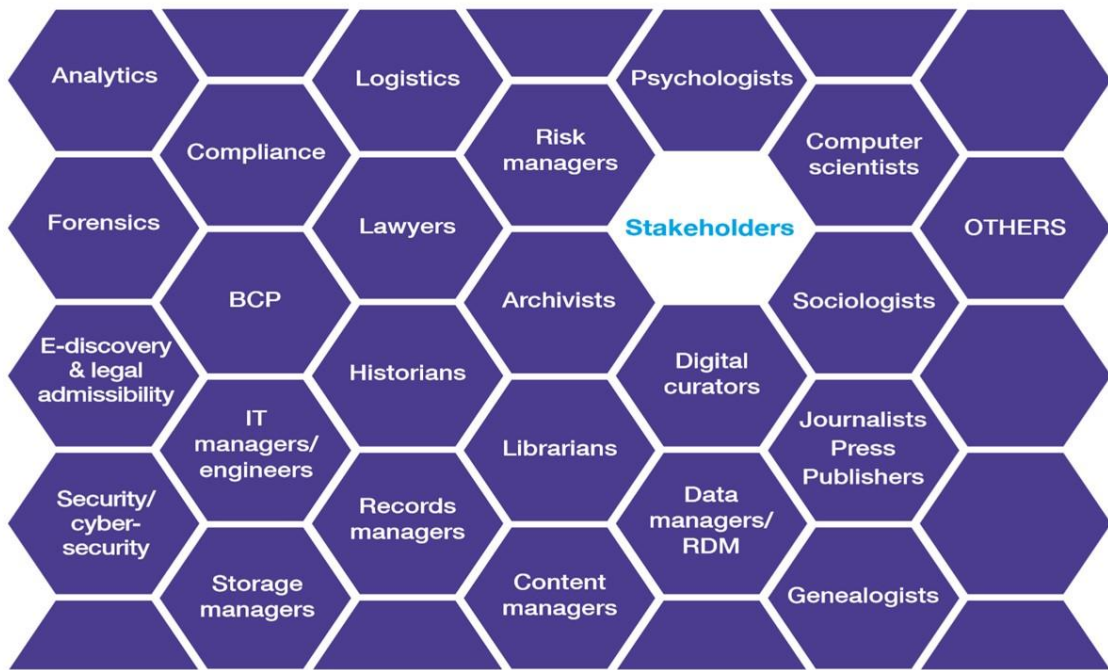 Analytics
Logistics
Psychologists
Compliance
Risk
managers
Computer
scientists
Forensics
Lawyers
Stakeholders
OTHERS
BCP
Archivists
Sociologists
E-discovery
& legal
admissibility
Historians
Digital
curators
IT
managers/
engineers
Librarians
Journalists
Press
Publishers
Security/
cyber-
security
Records
managers
Data
managers/
RDM
Storage
managers
Content
managers
Genealogists